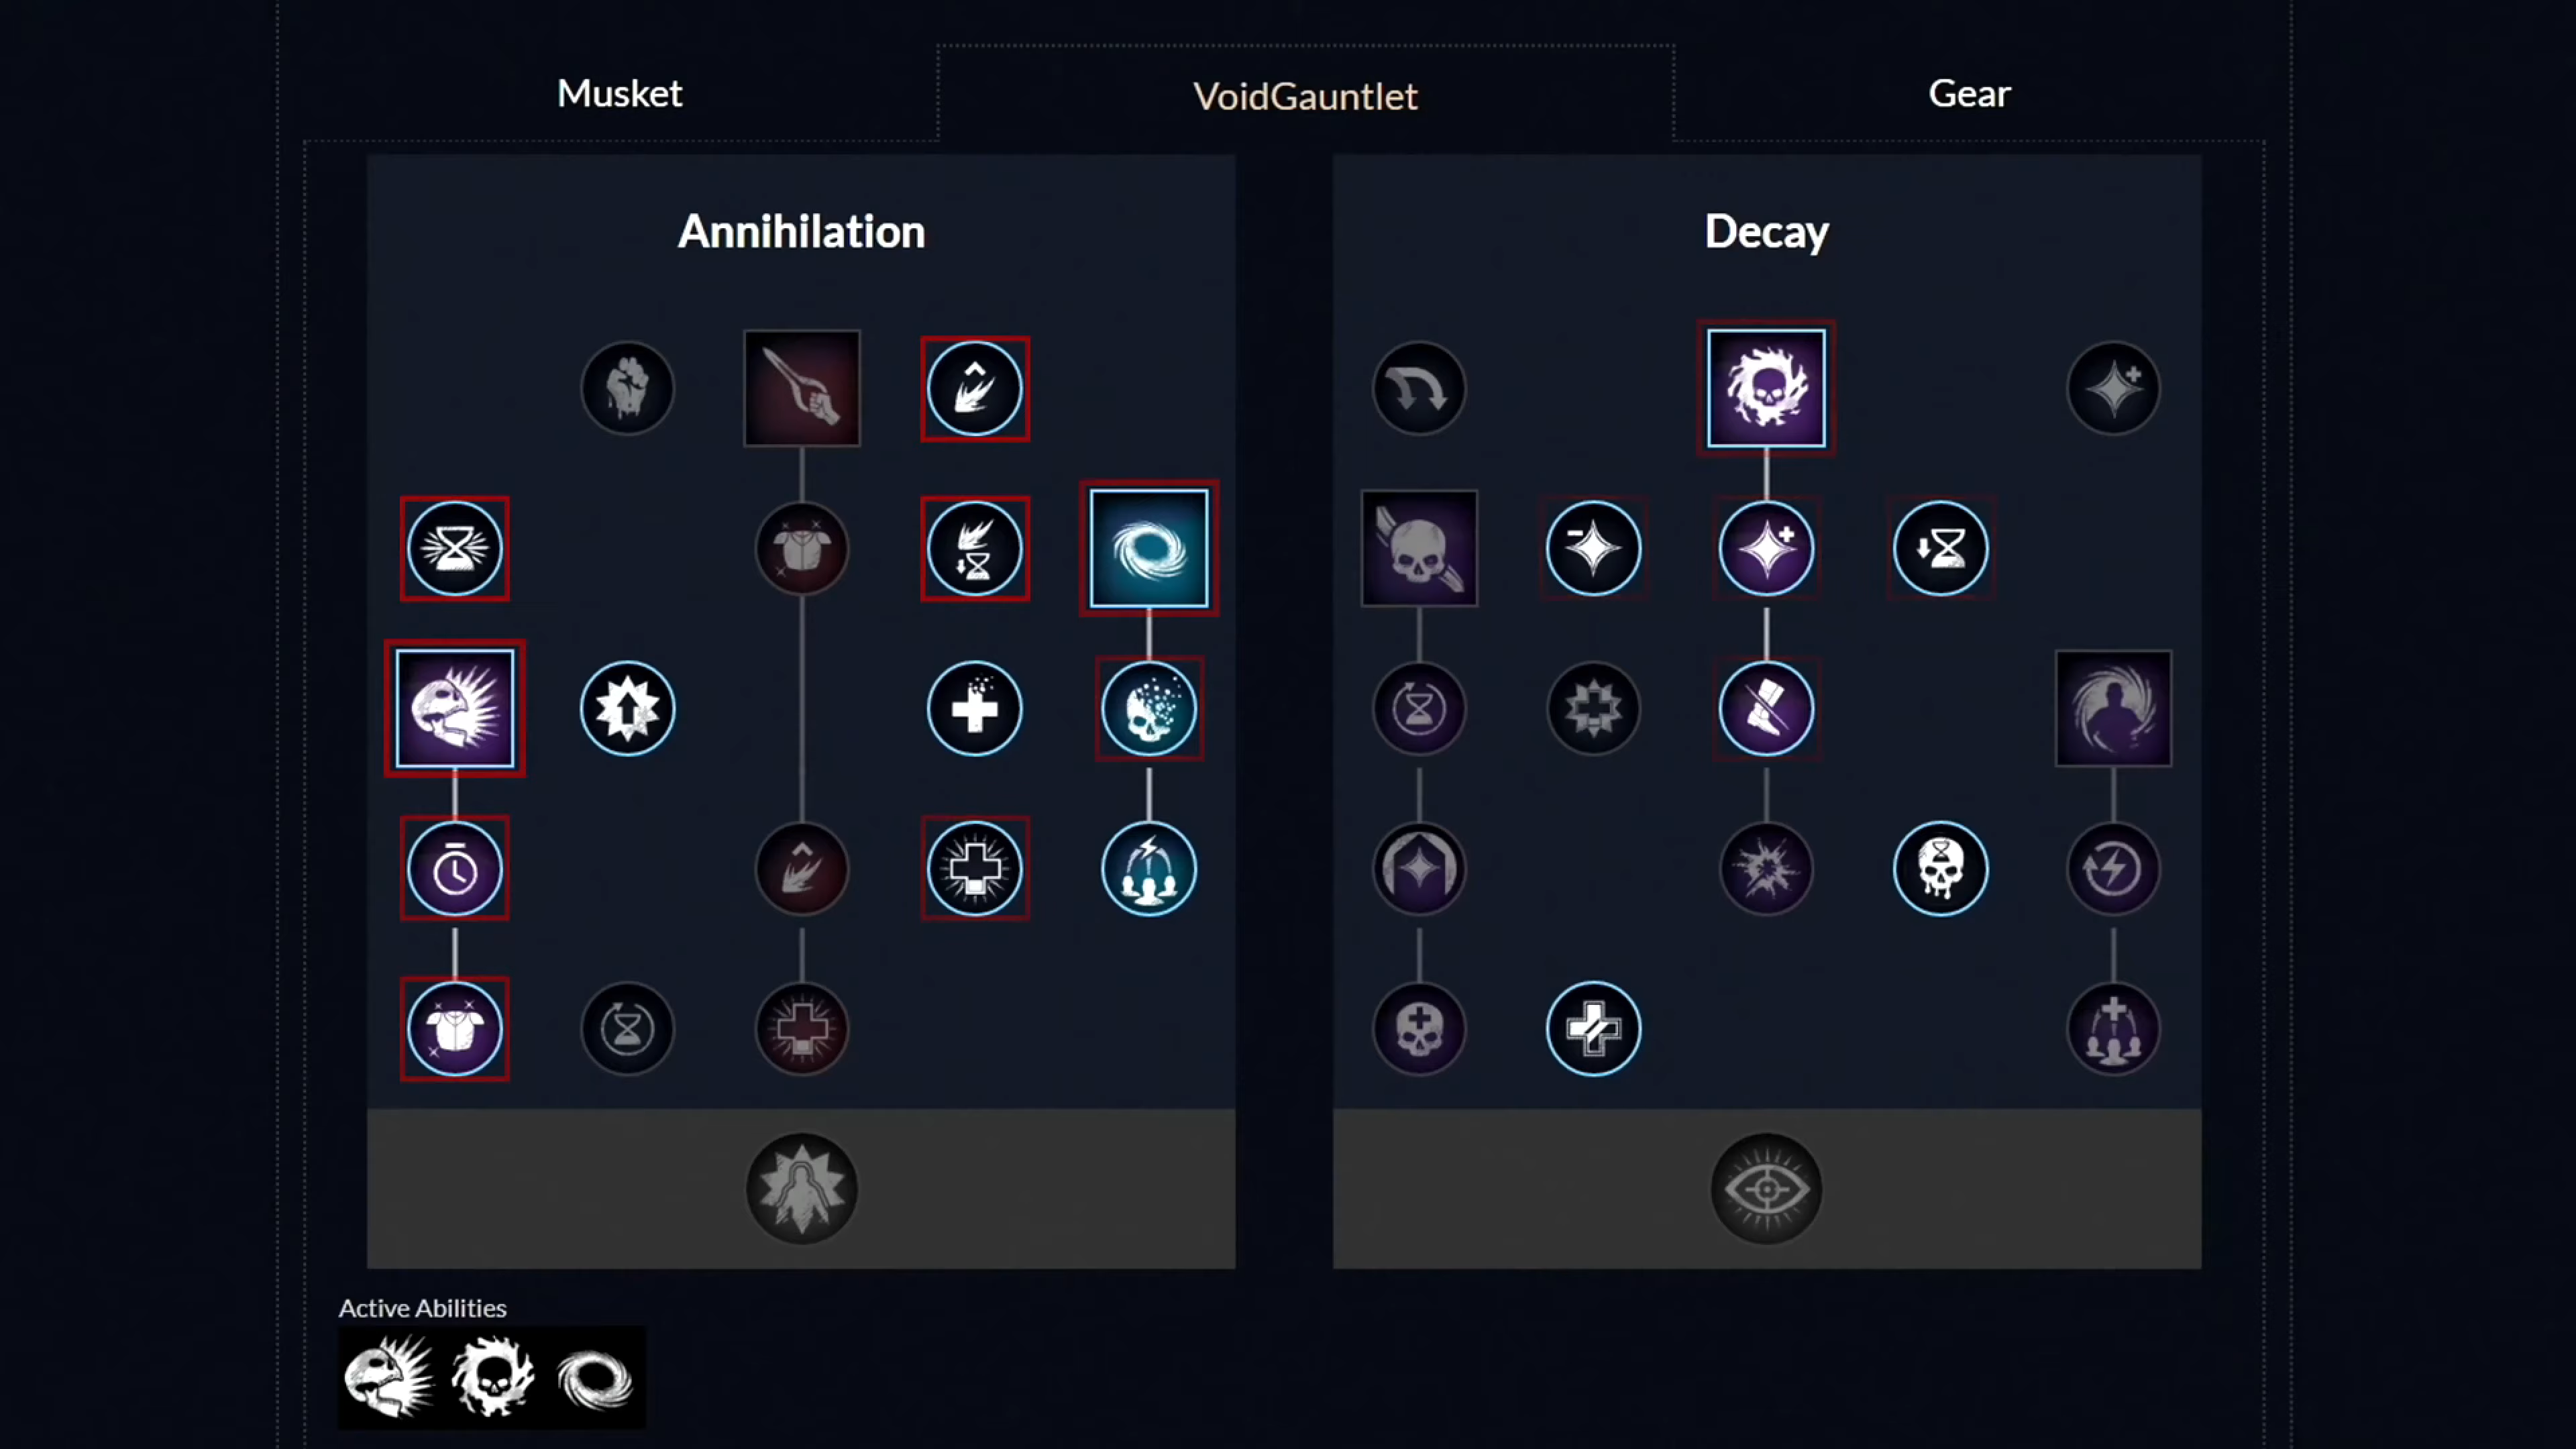 Musket
VoidGauntlet
Gear
Annihilation
Decay
Active Abilities